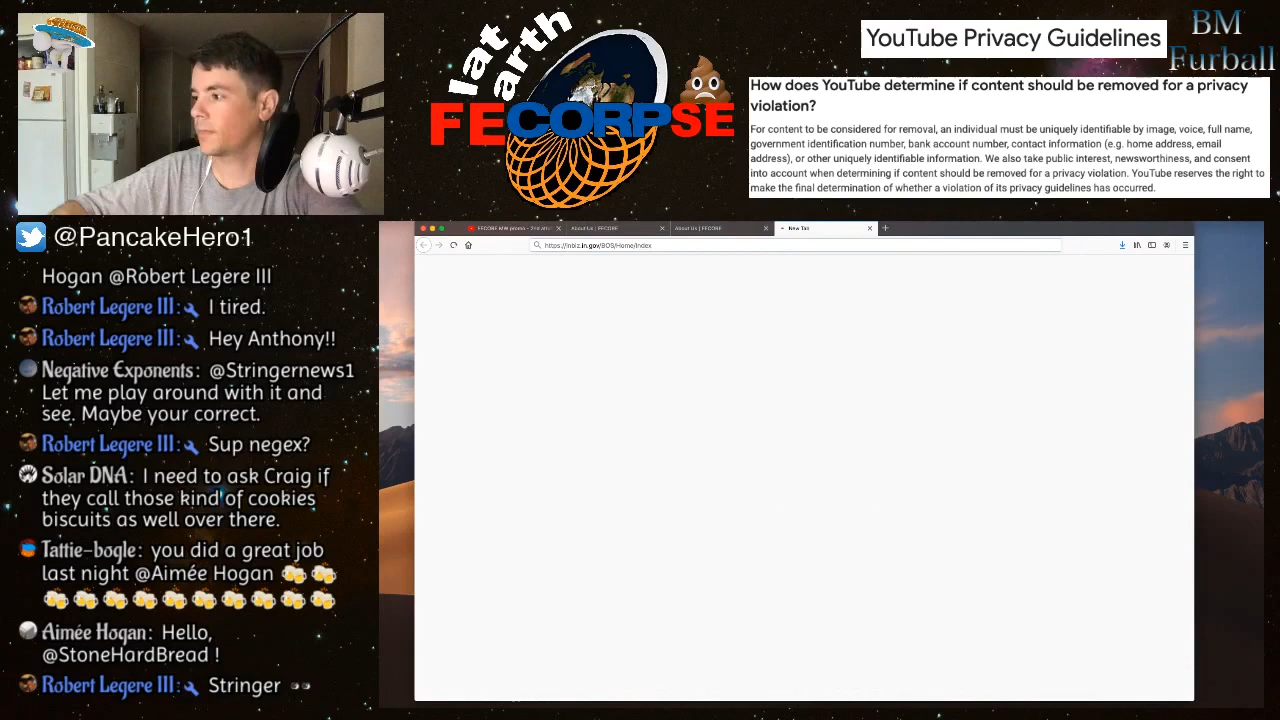 lat
earth
FECORPSE
YouTube Privacy Guidelines
BM
Furball
How does YouTube determine if content should be removed for a privacy
violation?
For content to be considered for removal, an individual must be uniquely identifiable by image, voice, full name,
government identification number, bank account number, contact information (e.g. home address, email
address), or other uniquely identifiable information. We also take public interest, newsworthiness, and consent
into account when determining if content should be removed for a privacy violation. YouTube reserves the right to
make the final determination of whether a violation of its privacy guidelines has occurred.
@PancakeHero1
Hogan @Robert Legere III
Robert Legere III: I tired.
Robert Legere III: Hey Anthony!!
Negative Exponents: @Stringernews1
Let me play around with it and
see. Maybe your correct.
Robert Legere III: Sup negex?
Solar DNA: I need to ask Craig if
they call those kind of cookies
biscuits as well over there.
Tattie-bogle: you did a great job
last night @Aimée Hogan
Aimée Hogan: Hello,
@StoneHardBread !
Robert Legere III: Stringer
FECORE MW promo - 2nd
About Us | FECORE
About Us | FECORE
New Tab
https://inbiz.in.gov/BOS/Home/Index